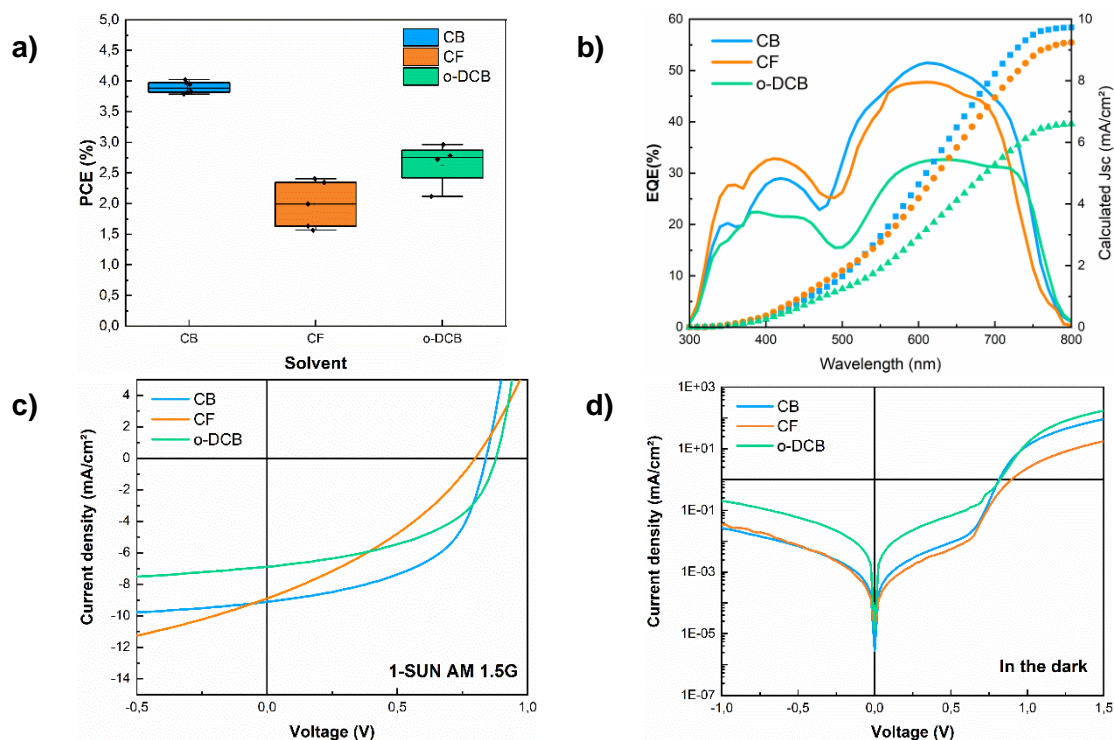 a)
PCE (%)
5,0
4,5
4,0
3,5
3,0
2,5
2,0
1,5
1,0
0,5
0,0
CB
CF
o-DCB
CB
CF
o-DCB
Solvent
b)
EQE(%)
60
50
40
30
20
10
0
CB
CF
o-DCB
10
8
6
4
2
0
Calculated Jsc (mA/cm²)
300
400
500
600
700
800
Wavelength (nm)
c)
Current density (mA/cm²)
4
2
0
-2
-4
-6
-8
-10
-12
-14
CB
CF
o-DCB
1-SUN AM 1.5G
-0,5
0,0
0,5
1,0
Voltage (V)
d)
Current density (mA/cm²)
1E+03
1E+01
1E-01
1E-03
1E-05
1E-07
CB
CF
o-DCB
In the dark
-1,0
-0,5
0,0
0,5
1,0
1,5
Voltage (V)